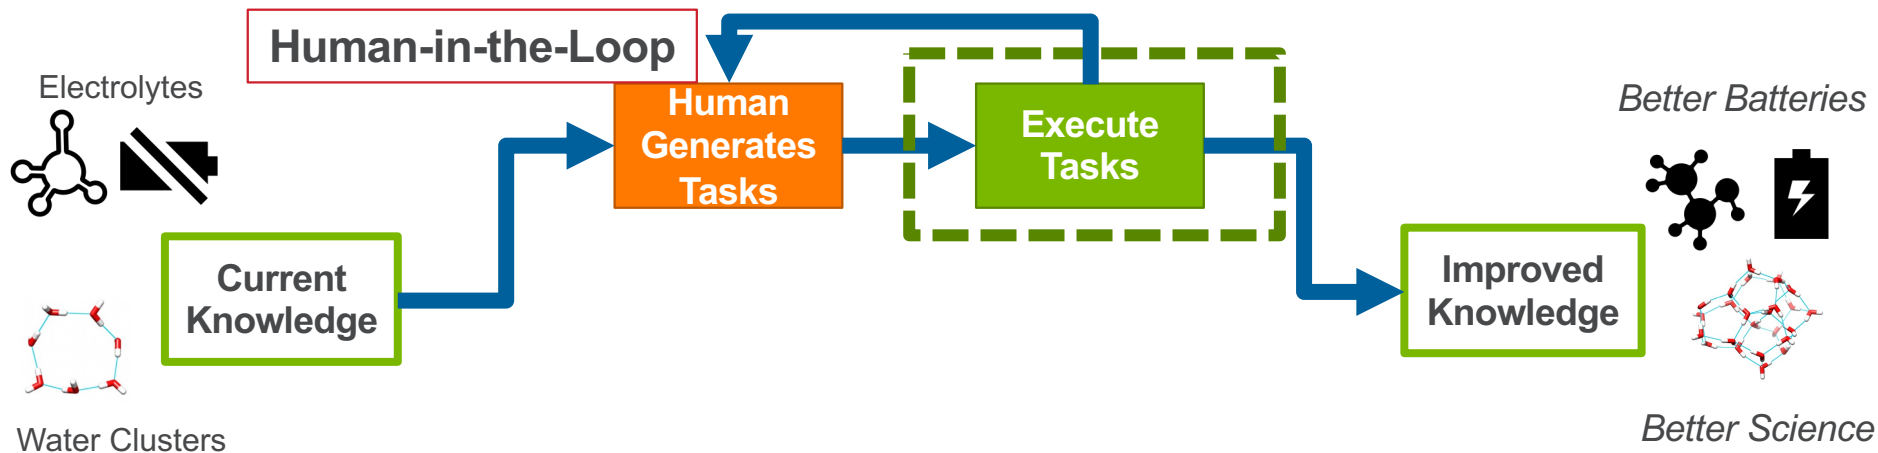 Human-in-the-Loop
Electrolytes
Human
Generates
Tasks
Execute
Tasks
Better Batteries
Current
Knowledge
Improved
Knowledge
Water Clusters
Better Science